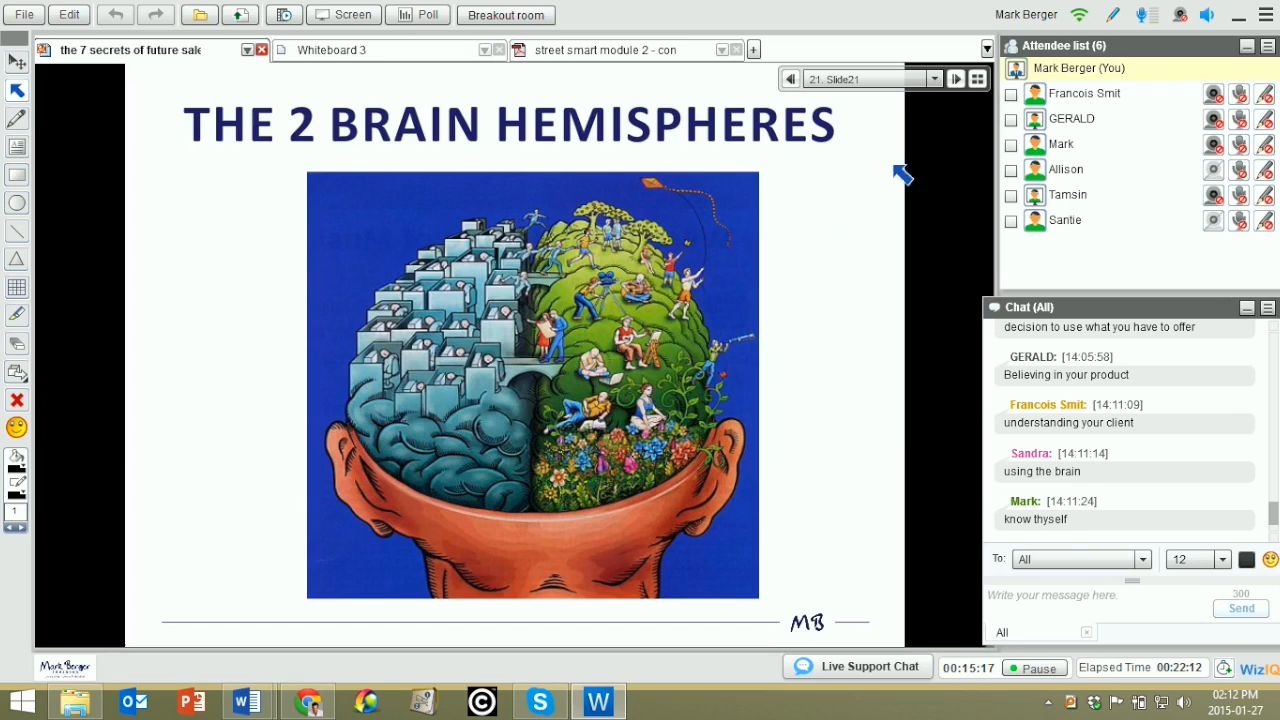 File
Edit
Screen
Poll
Breakout room
Mark Berger
the 7 secrets of future sale
Whiteboard 3
street smart module 2 - con
Attendee list (6)
21. Slide21
Mark Berger (You)
Francois Smit
GERALD
Mark
Allison
Tamsin
Santie
THE 2 BRAIN HEMISPHERES
Chat (All)
decision to use what you have to offer
GERALD: [14:05:58]
Believing in your product
Francois Smit: [14:11:09]
understanding your client
Sandra: [14:11:14]
using the brain
Mark: [14:11:24]
know thyself
To: All 12
Write your message here.
300
Send
All
1
MB
Mark Berger
Live Support Chat
00:15:17
Pause
Elapsed Time 00:22:12
WizIQ
02:12 PM
2015-01-27